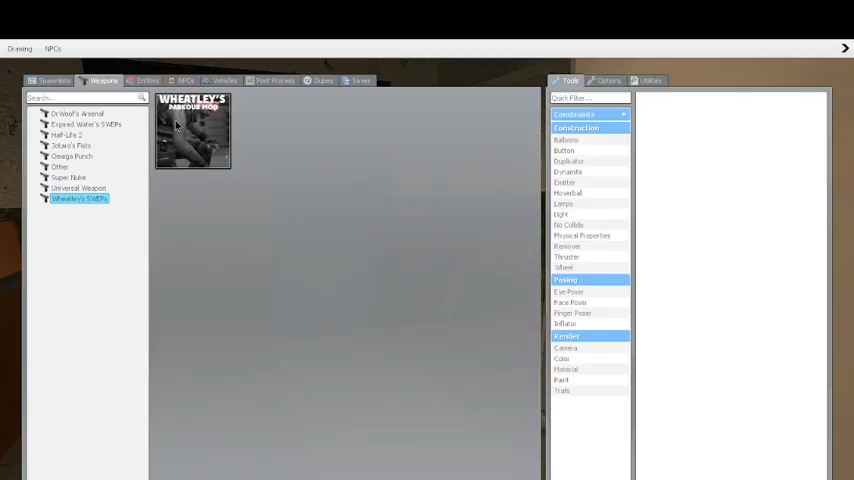 Drawing NPCs
Spawnlists Weapons Entities NPCs Vehicles Post Process Dupes Saves
Tools Options Utilities
Search...
Dr.Woof's Arsenal
Expired Water's SWEPs
Half-Life 2
Jotaro's Fists
Omega Punch
Other
Super Nuke
Universal Weapon
Wheatley's SWEPs
WHEATLEY'S
PARKOUR MOD
Quick Filter...
Constraints
Construction
Balloons
Button
Duplicator
Dynamite
Emitter
Hoverball
Lamps
Light
No Collide
Physical Properties
Remover
Thruster
Wheel
Posing
Eye Poser
Face Poser
Finger Poser
Inflator
Render
Camera
Color
Material
Paint
Trails